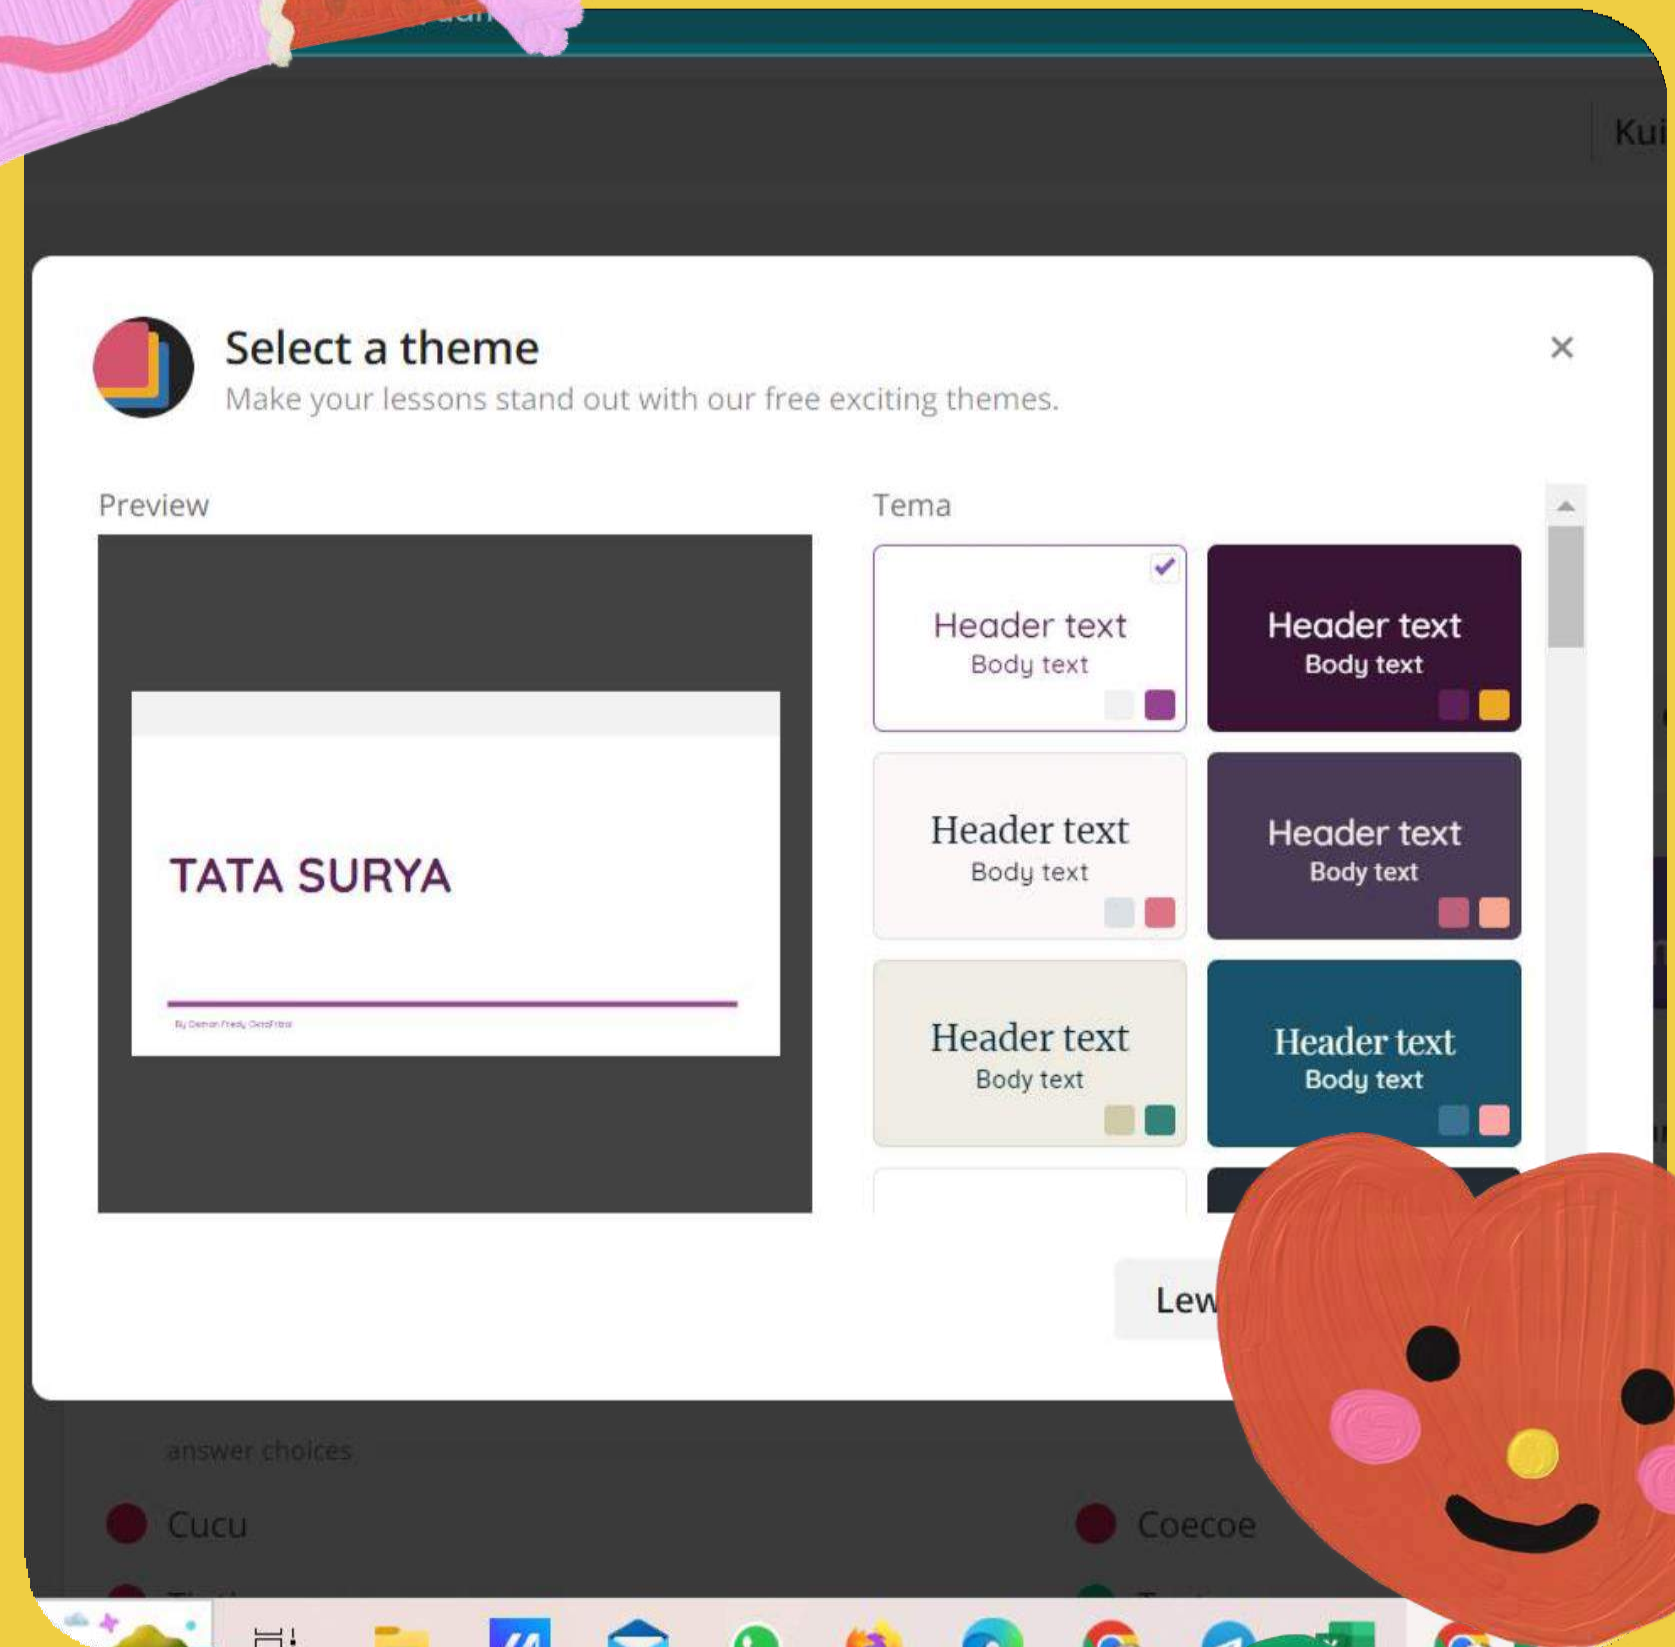 Kui
Select a theme
Make your lessons stand out with our free exciting themes.
Preview
Tema
TATA SURYA
Header text
Body text
Header text
Body text
Header text
Body text
Header text
Body text
Header text
Body text
Header text
Body text
Lew
answer choices
Cucu
Coecoe